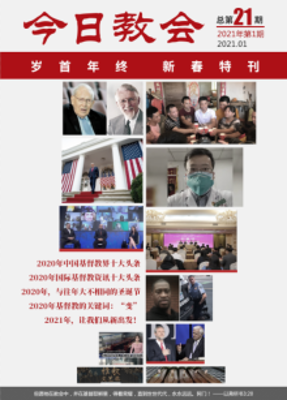 今日教会
总第21期
2021年第1期
2021.01
岁首年终 新春特刊
2020年中国基督教界十大头条
2020年国际基督教资讯十大头条
2020年，与往年大不相同的圣诞节
2020年基督教的关键词：“变”
2021年，让我们从新出发！